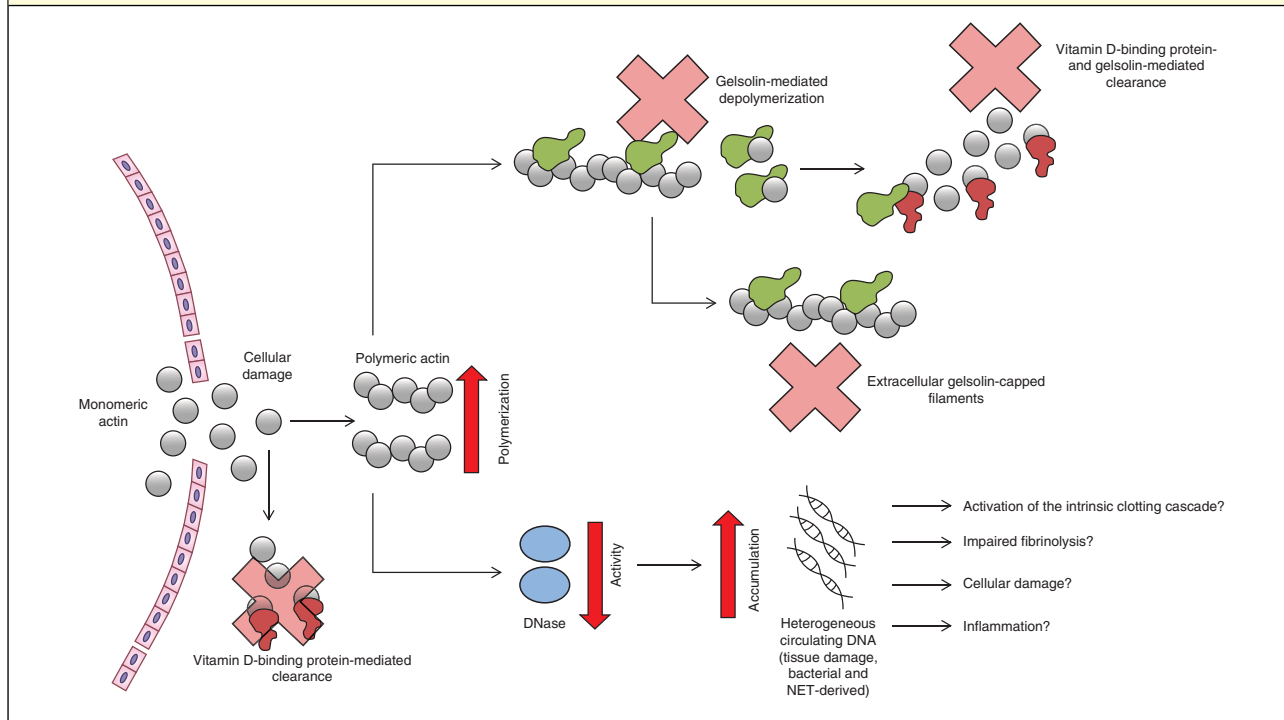 Gelsolin-mediated
depolymerization
Vitamin D-binding protein-
and gelsolin-mediated
clearance
Extracellular gelsolin-capped
filaments
Cellular
damage
Monomeric
actin
Polymeric actin
Polymerization
Vitamin D-binding protein-mediated
clearance
DNase
Activity
Accumulation
Heterogeneous
circulating DNA
(tissue damage,
bacterial and
NET-derived)
Activation of the intrinsic clotting cascade?
Impaired fibrinolysis?
Cellular damage?
Inflammation?